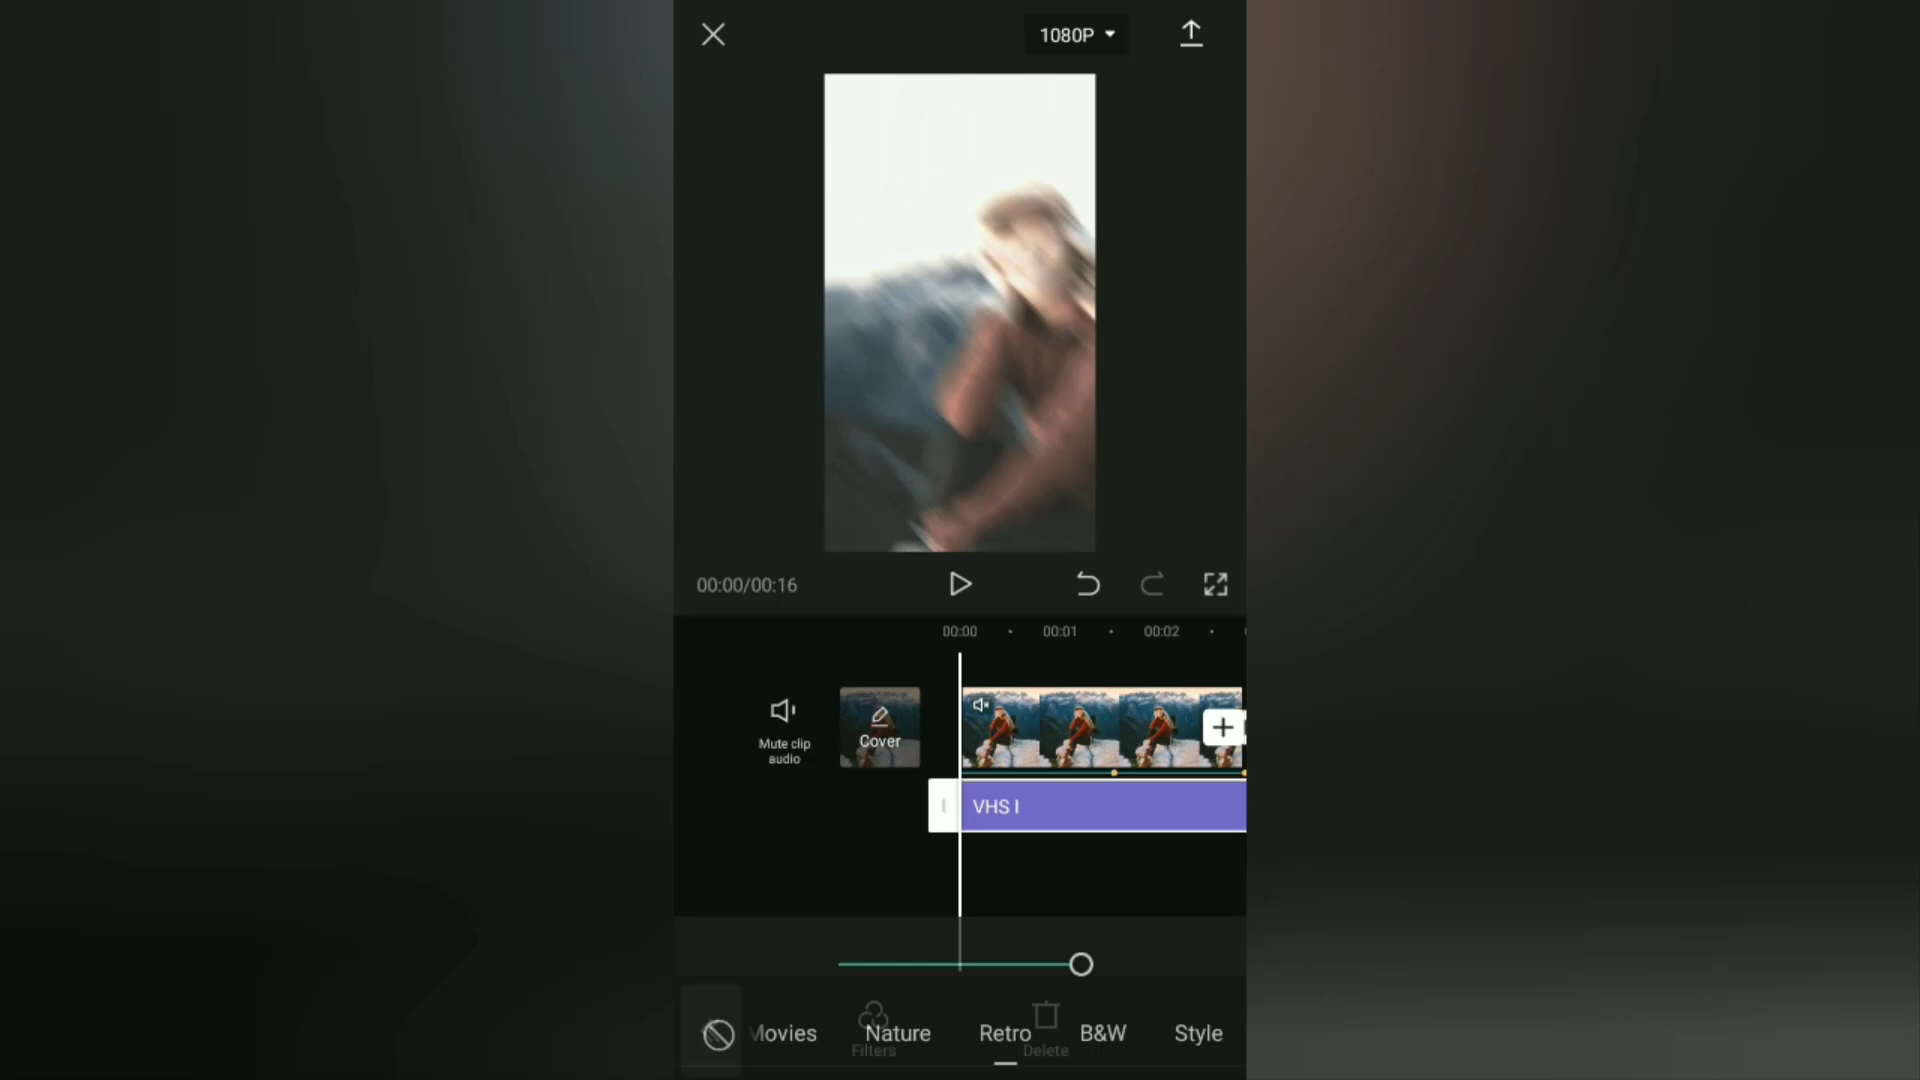 1080P
00:00/00:16
00:00 00:01 00:02
Mute clip
audio
Cover
VHS I
Movies Nature Retro B&W Style
Filters Delete